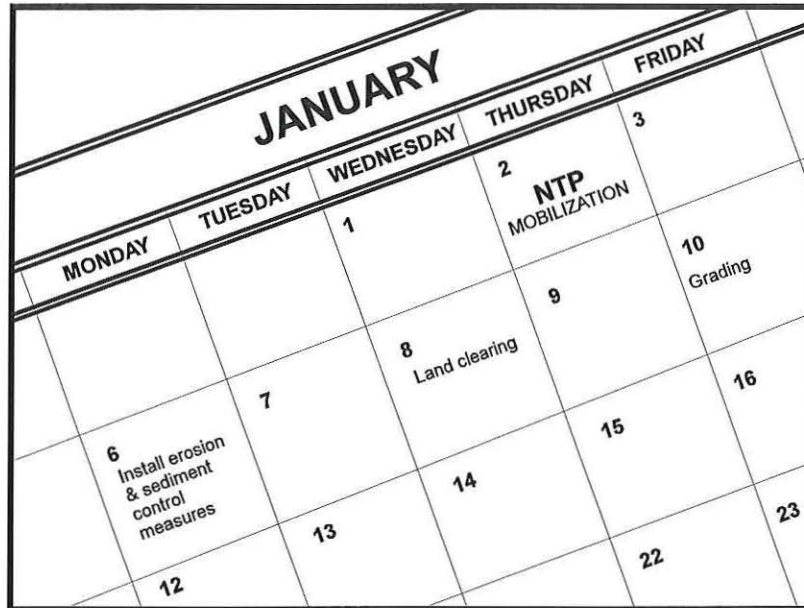 JANUARY
MONDAY TUESDAY WEDNESDAY THURSDAY FRIDAY
1 2 3
NTP
MOBILIZATION
6 7 8 9 10
Install erosion
& sediment
control
measures
Land clearing
Grading
12 13 14 15 16
22 23